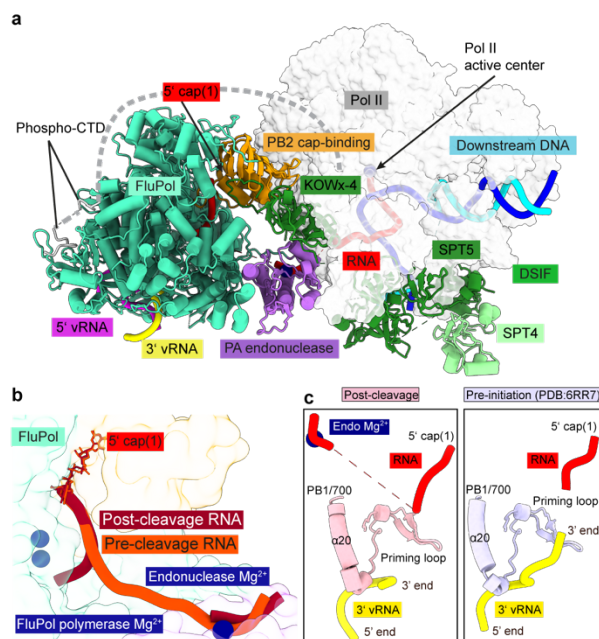 a
Pol II
active center
5' cap(1)
Pol II
Phospho-CTD
PB2 cap-binding
Downstream DNA
FluPol
KOWx-4
RNA
SPT5
DSIF
5' vRNA
3' vRNA
PA endonuclease
SPT4
b
FluPol
5' cap(1)
Post-cleavage RNA
Pre-cleavage RNA
Endonuclease Mg²⁺
FluPol polymerase Mg²⁺
c
Post-cleavage
Endo Mg²⁺
5' cap(1)
RNA
PB1/700
α20
Priming loop
3' end
3' vRNA
5' end
Pre-initiation (PDB:6RR7)
5' cap(1)
RNA
Priming loop
PB1/700
α20
3' end
3' vRNA
5' end